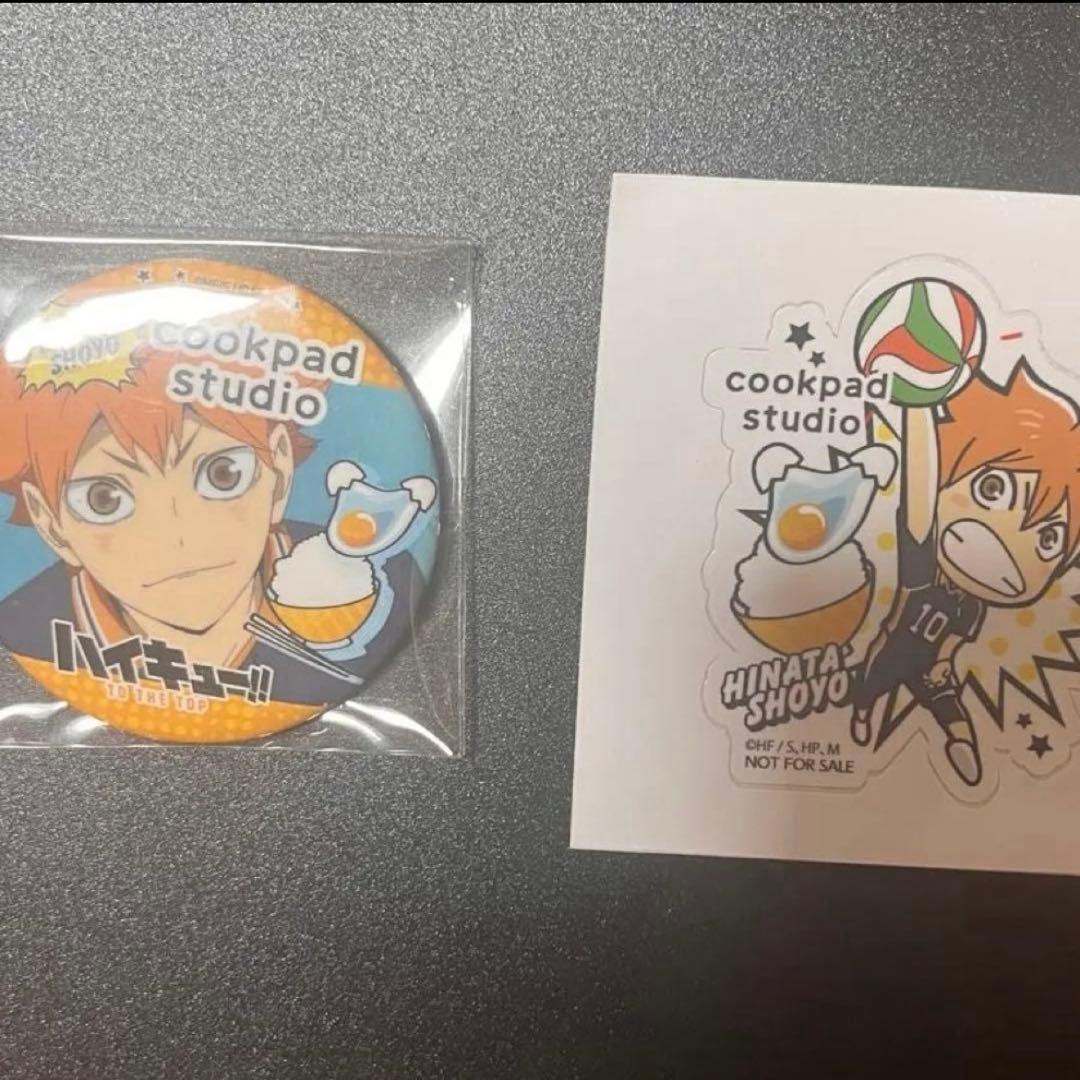 SHOYO
cookpad
studio
ハイキュー!!
TO THE TOP
cookpad
studio
10
HINATA
SHOYO
©HF / S, HP, M
NOT FOR SALE